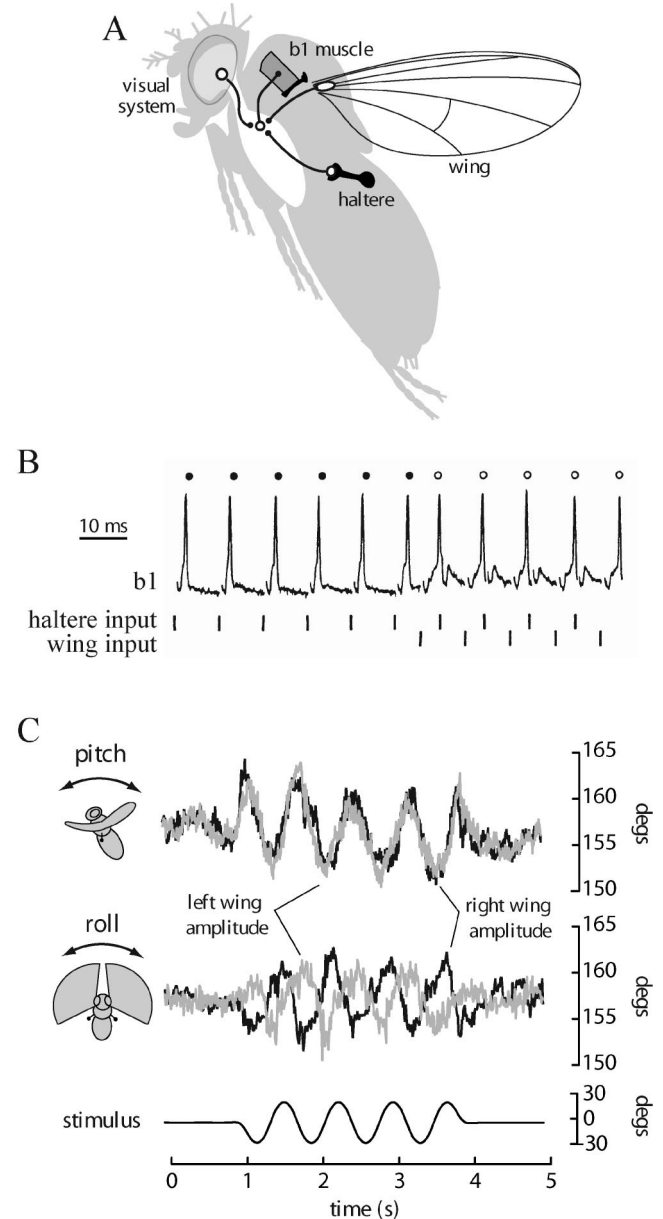 A
b1 muscle
visual
system
wing
haltere
B
10 ms
b1
haltere input
wing input
C
pitch
165
160
155
150
degs
left wing
amplitude
right wing
amplitude
roll
165
160
155
150
degs
stimulus
30
0
30
degs
0 1 2 3 4 5
time (s)